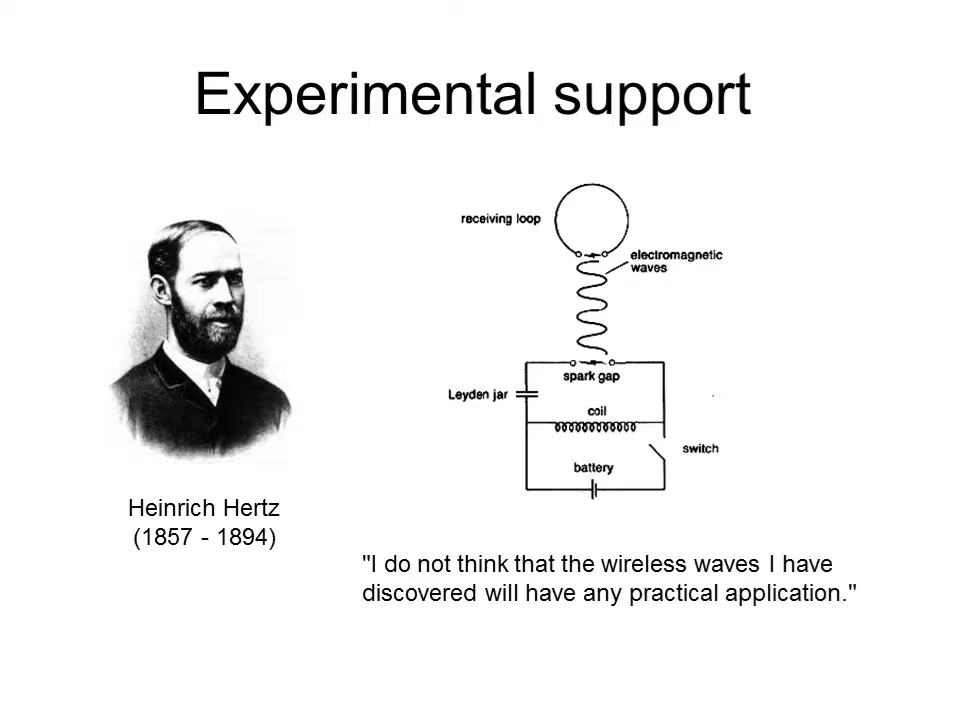 Experimental support
receiving loop
electromagnetic
waves
spark gap
Leyden jar
coil
switch
battery
Heinrich Hertz
(1857 - 1894)
"I do not think that the wireless waves I have
discovered will have any practical application."